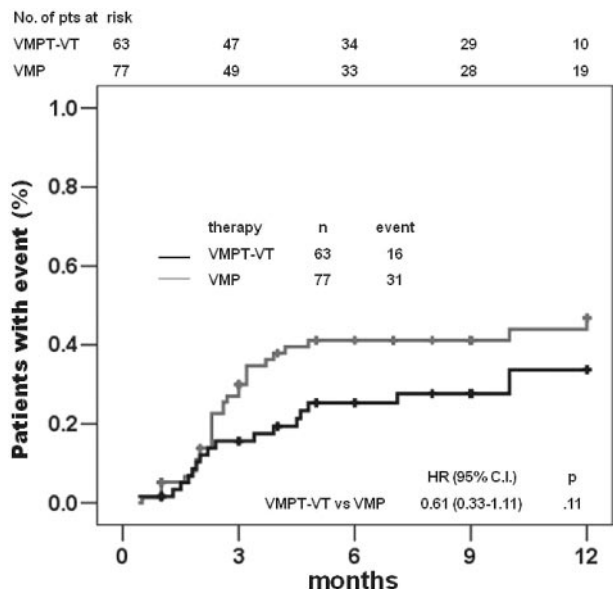 No. of pts at risk
VMPT-VT 63 47 34 29 10
VMP 77 49 33 28 19
1.0
0.8
0.6
0.4
0.2
0.0
Patients with event (%)
therapy n event
VMPT-VT 63 16
VMP 77 31
HR (95% C.I.) p
VMPT-VT vs VMP 0.61 (0.33-1.11) .11
0 3 6 9 12
months